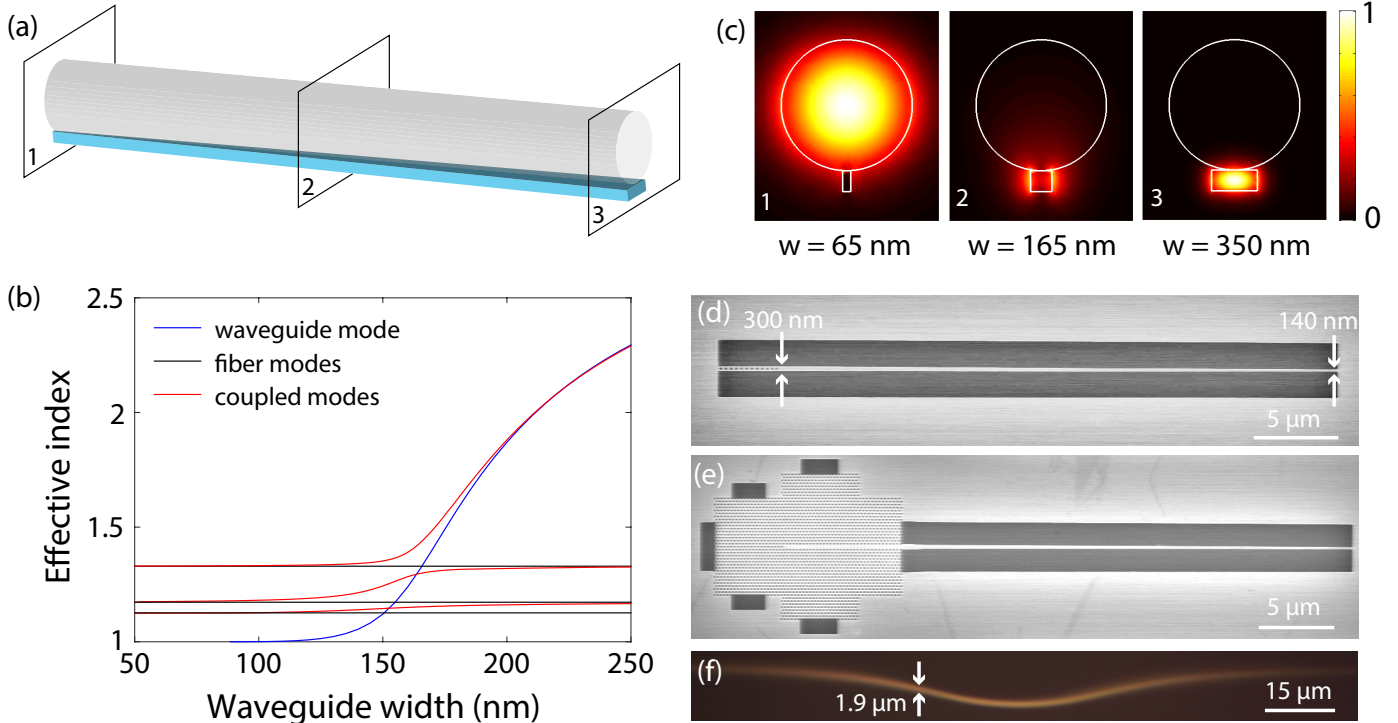 (a)
1
2
3
(b)
2.5
2
1.5
1
Effective index
waveguide mode
fiber modes
coupled modes
50
100
150
200
250
Waveguide width (nm)
(c)
1
2
3
1
0
w = 65 nm
w = 165 nm
w = 350 nm
(d)
300 nm
140 nm
5 μm
(e)
5 μm
(f)
1.9 μm
15 μm